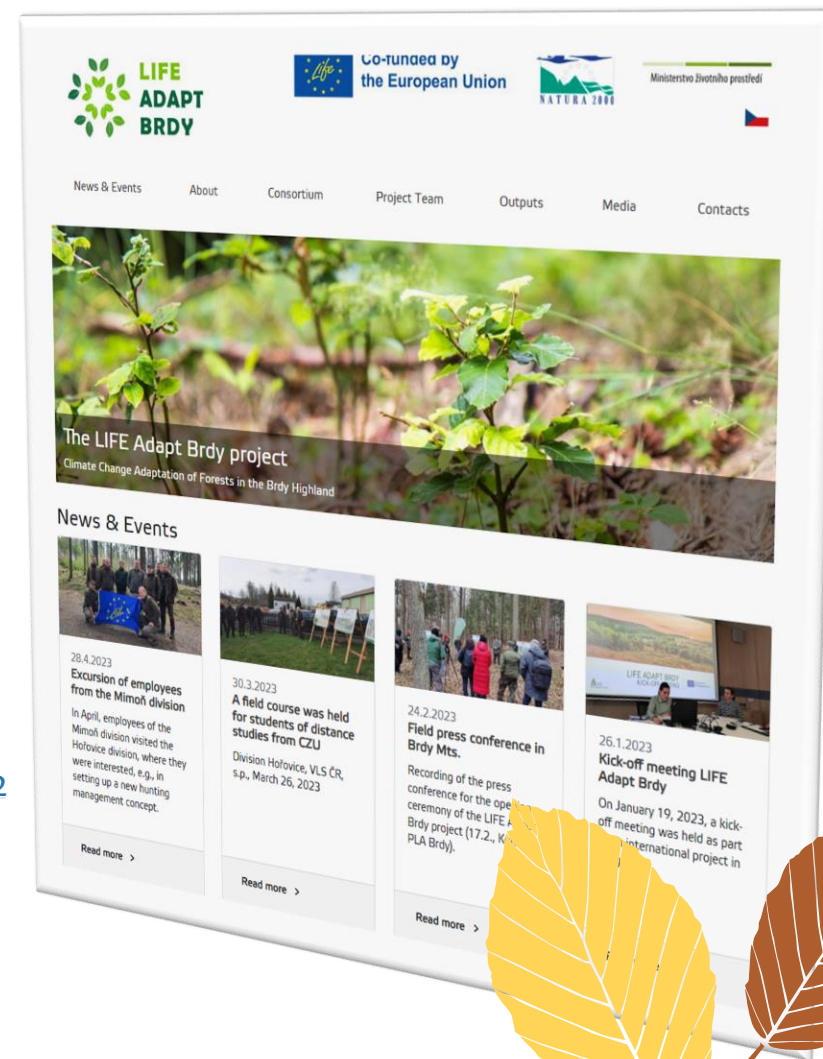 LIFE
ADAPT
BRDY
Life
Co-funded by
the European Union
NATURA 2000
Ministerstvo životního prostředí
News & Events
About
Consortium
Project Team
Outputs
Media
Contacts
The LIFE Adapt Brdy project
Climate Change Adaptation of Forests in the Brdy Highland
News & Events
28.4.2023
Excursion of employees
from the Mimoň division
In April, employees of the
Mimoň division visited the
Hořovice division, where they
were interested, e.g., in
setting up a new hunting
management concept.
Read more >
30.3.2023
A field course was held
for students of distance
studies from CZU
Division Hořovice, VLS ČR,
s.p., March 26, 2023
Read more >
24.2.2023
Field press conference in
Brdy Mts.
Recording of the press
conference for the
ceremony of the LIFE
Brdy project (17.2.,
PLA Brdy).
Read more >
LIFE ADAPT BRDY
26.1.2023
Kick-off meeting LIFE
Adapt Brdy
On January 19, 2023, a kick-
off meeting was held as part
international project in